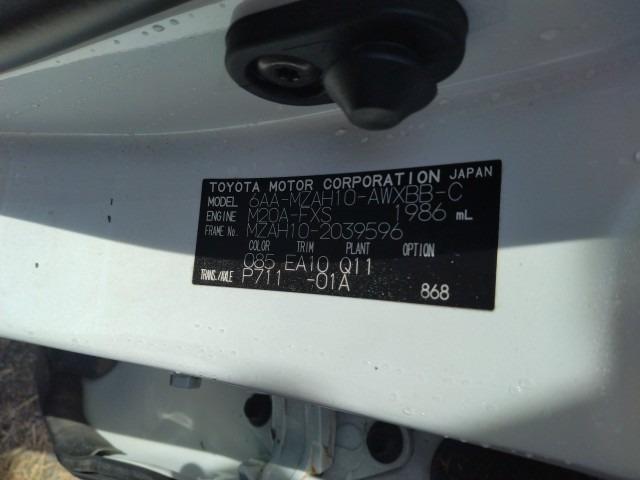 TOYOTA MOTOR CORPORATION JAPAN
MODEL 6AA-MZAH10-AWXBB-C
ENGINE M20A-FXS 1986 mL
FRAME No. MZAH10-2039596
COLOR TRIM PLANT OPTION
085 EA10 Q11
TRANS./AXLE P711 -01A
868